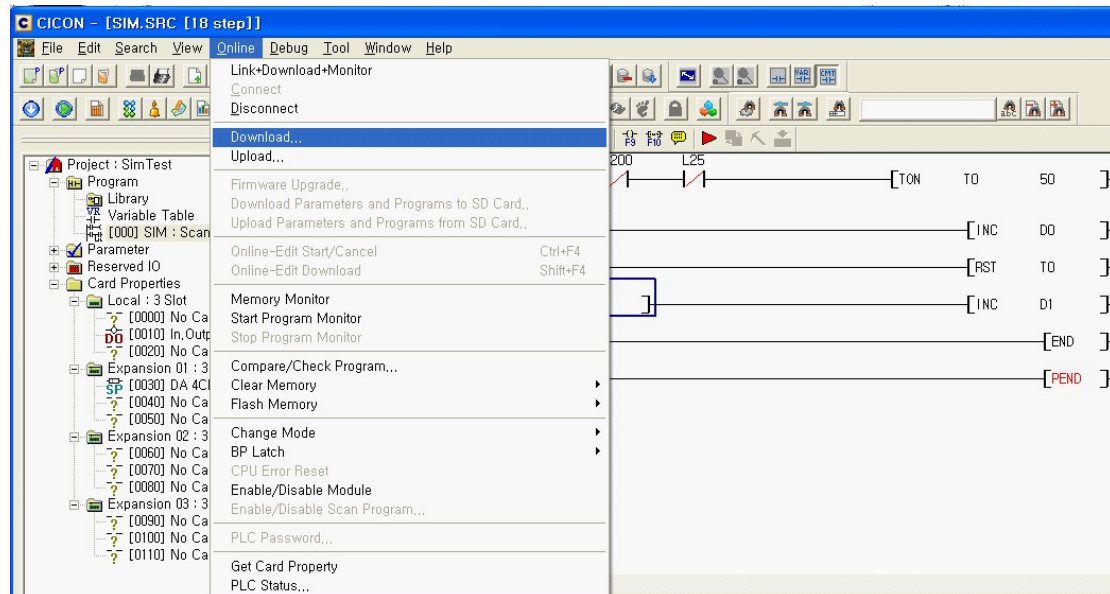 CICON - [SIM.SRC [18 step]]
File Edit Search View Online Debug Tool Window Help
Link+Download+Monitor
Connect
Disconnect
Download...
Upload...
Firmware Upgrade..
Download Parameters and Programs to SD Card..
Upload Parameters and Programs from SD Card..
Online-Edit Start/Cancel Ctrl+F4
Online-Edit Download Shift+F4
Memory Monitor
Start Program Monitor
Stop Program Monitor
Compare/Check Program...
Clear Memory
Flash Memory
Change Mode
BP Latch
CPU Error Reset
Enable/Disable Module
Enable/Disable Scan Program...
PLC Password...
Get Card Property
PLC Status...
Project : SimTest
Program
Library
Variable Table
[000] SIM : Scan
Parameter
Reserved IO
Card Properties
Local : 3 Slot
[0000] No Ca
[0010] In,Outp
[0020] No Ca
Expansion 01 : 3
[0030] DA 4C
[0040] No Ca
[0050] No Ca
Expansion 02 : 3
[0060] No Ca
[0070] No Ca
[0080] No Ca
Expansion 03 : 3
[0090] No Ca
[0100] No Ca
[0110] No Ca
VAR CMT
F9 F10
200 L25
TON T0 50
INC D0
RST T0
INC D1
END
PEND